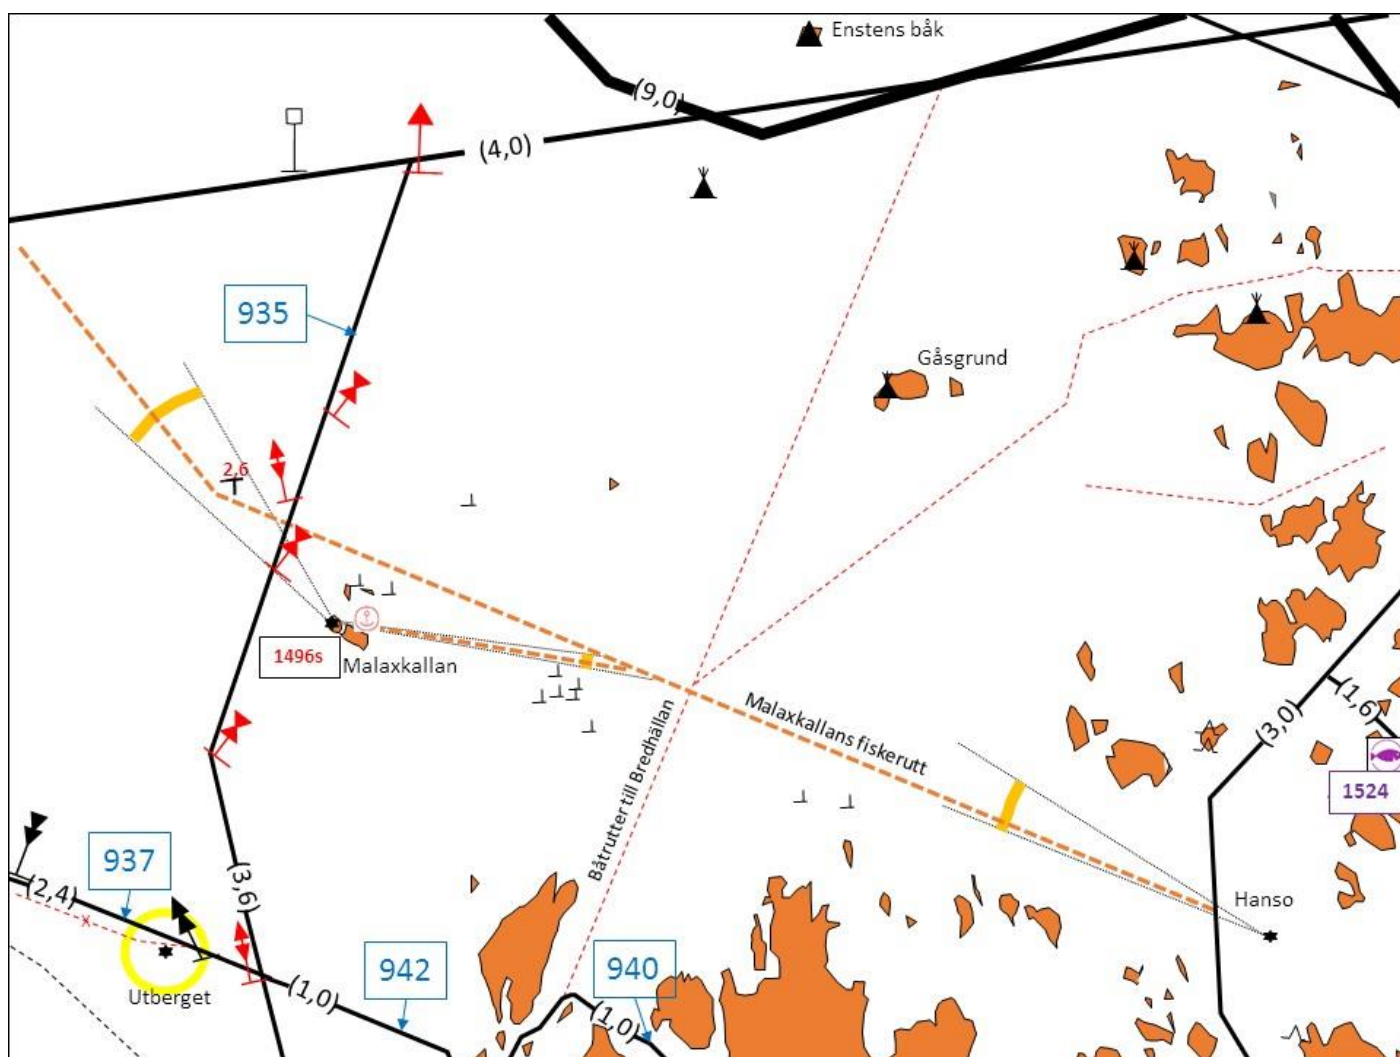 Enstens båk
(9,0)
(4,0)
935
Gåsgrund
2,6
1496s
Malaxkallan
Malaxkallans fiskerutt
Båtrutter till Bredhällan
(3,0)
(1,6)
1524
937
(2,4)
(3,6)
Hanso
942
940
Utberget
(1,0)
(1,0)
x